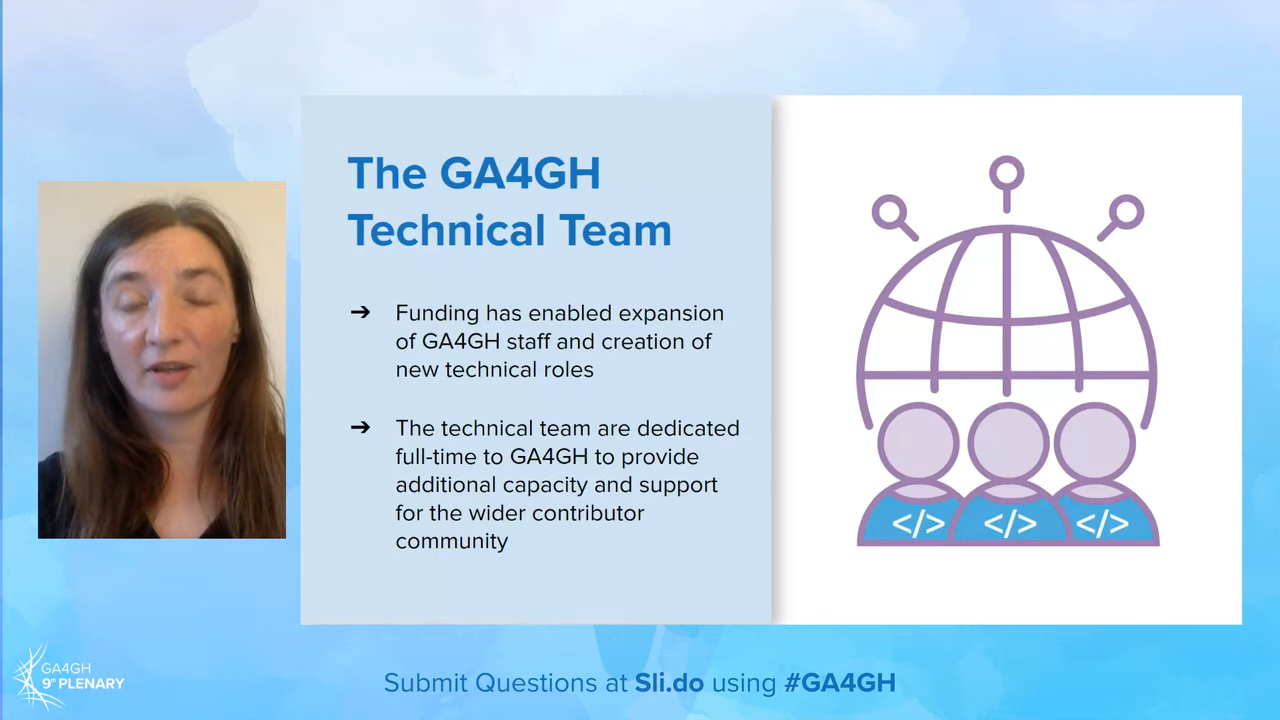 The GA4GH
Technical Team
➔ Funding has enabled expansion
of GA4GH staff and creation of
new technical roles
➔ The technical team are dedicated
full-time to GA4GH to provide
additional capacity and support
for the wider contributor
community
</>
</>
</>
GA4GH
9th PLENARY
Submit Questions at Sli.do using #GA4GH